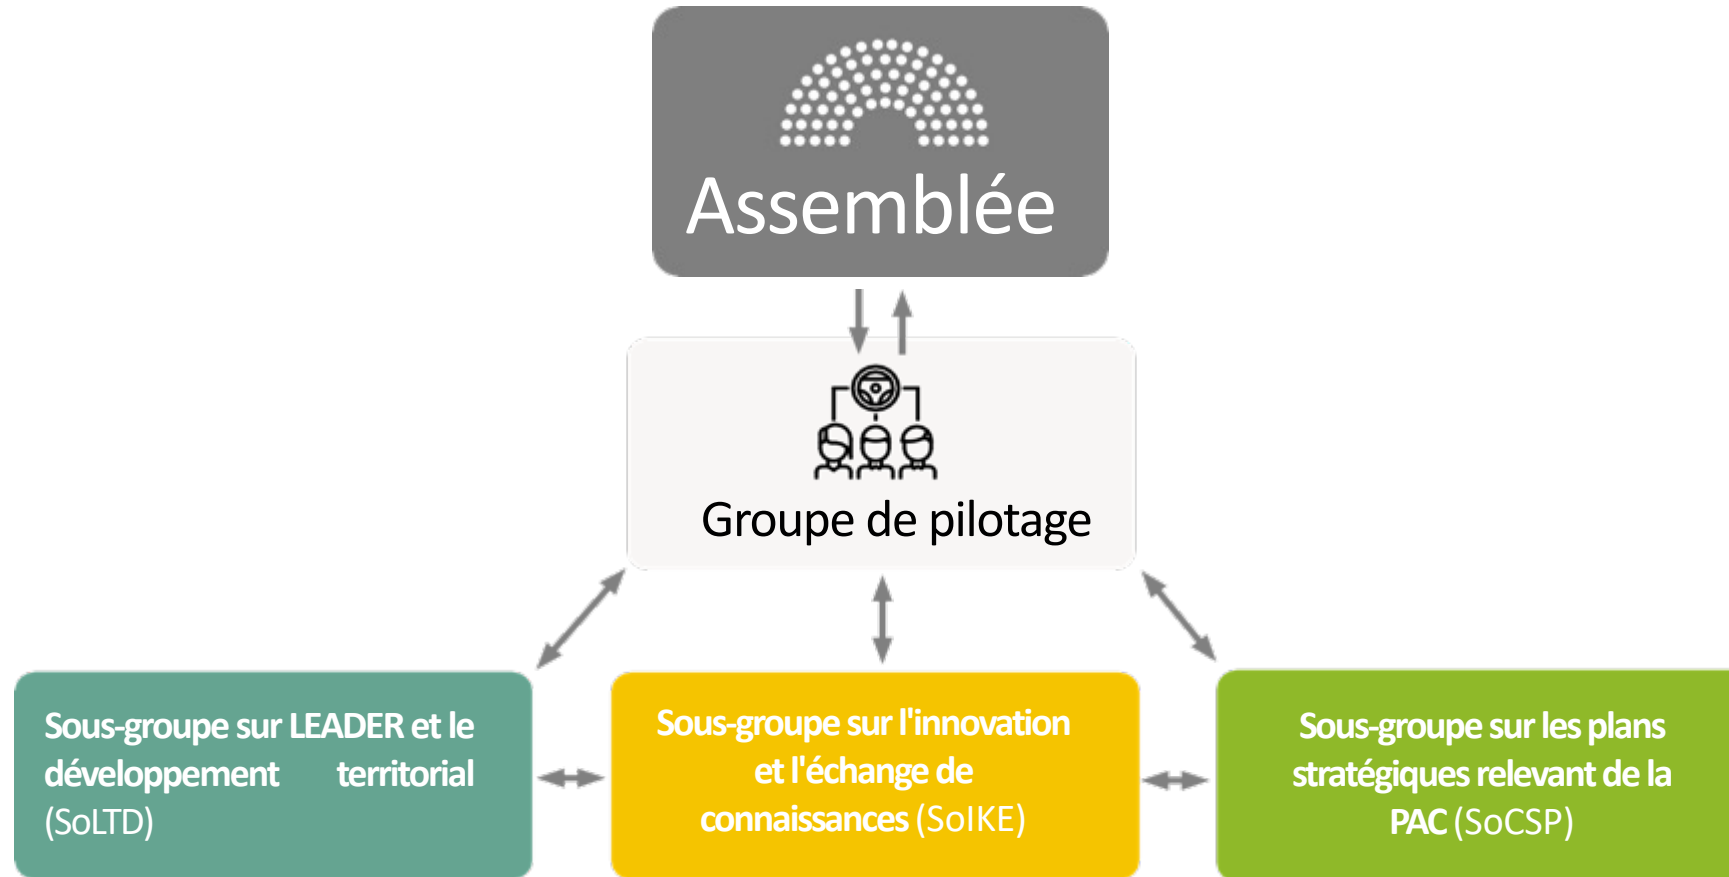 Assemblée
Groupe de pilotage
Sous-groupe sur LEADER et le
développement territorial
(SoLTD)
Sous-groupe sur l'innovation
et l'échange de
connaissances (SoIKE)
Sous-groupe sur les plans
stratégiques relevant de la
PAC (SoCSP)